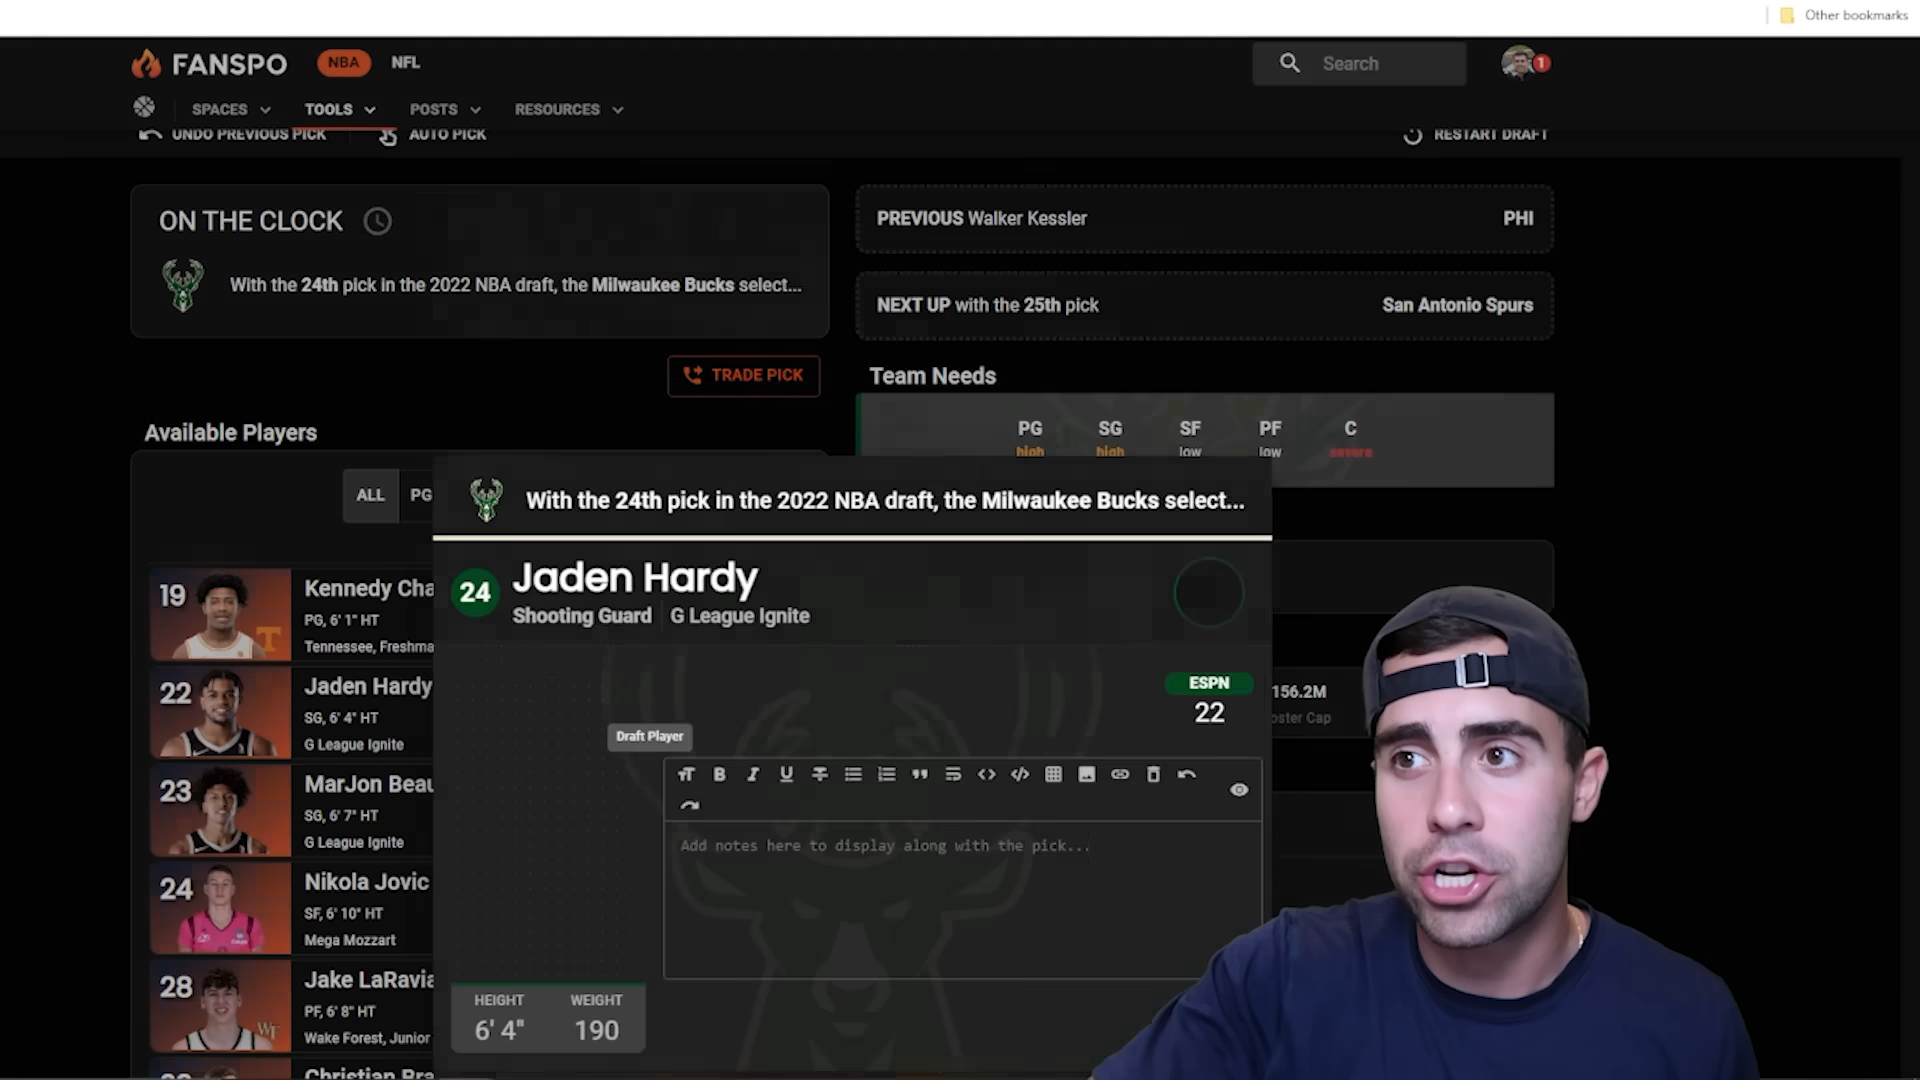 Other bookmarks
FANSPO
NBA
NFL
Search
1
SPACES
TOOLS
POSTS
RESOURCES
UNDO PREVIOUS PICK
AUTO PICK
RESTART DRAFT
ON THE CLOCK
With the 24th pick in the 2022 NBA draft, the Milwaukee Bucks select...
PREVIOUS Walker Kessler
PHI
NEXT UP with the 25th pick
San Antonio Spurs
TRADE PICK
Team Needs
PG
SG
SF
PF
C
high
high
low
low
severe
Available Players
ALL
PG
With the 24th pick in the 2022 NBA draft, the Milwaukee Bucks select...
24
Jaden Hardy
Shooting Guard
G League Ignite
ESPN
22
Draft Player
Add notes here to display along with the pick...
HEIGHT
WEIGHT
6' 4"
190
156.2M
oster Cap
19
Kennedy Cha
PG, 6' 1" HT
Tennessee, Freshma
22
Jaden Hardy
SG, 6' 4" HT
G League Ignite
23
MarJon Beau
SG, 6' 7" HT
G League Ignite
24
Nikola Jovic
SF, 6' 10" HT
Mega Mozzart
28
Jake LaRavia
PF, 6' 8" HT
Wake Forest, Junior
Christian Bra